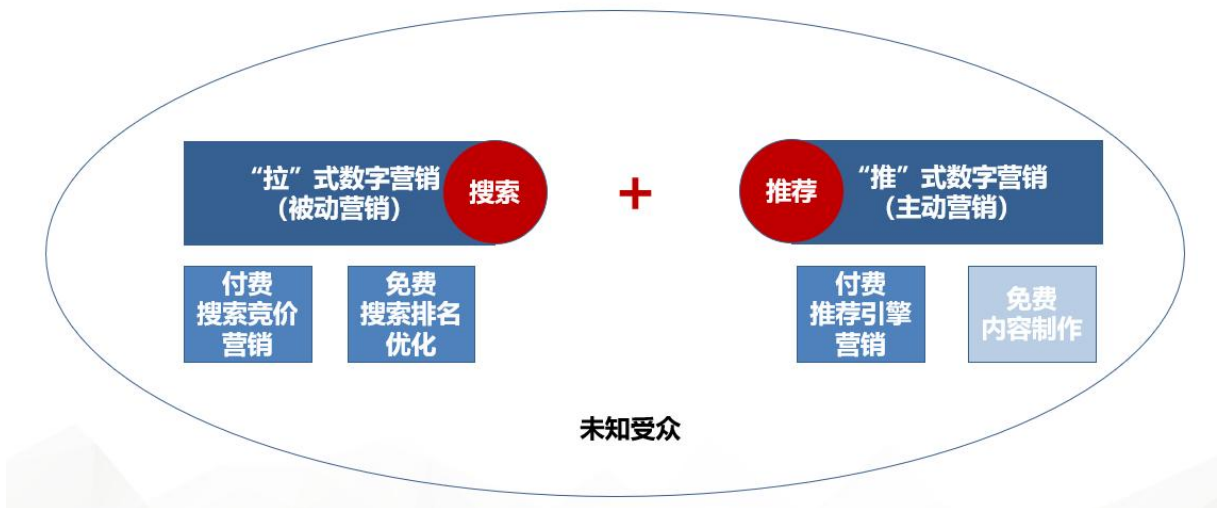 “拉”式数字营销
（被动营销）
搜索
+
推荐
“推”式数字营销
（主动营销）
付费
搜索竞价
营销
免费
搜索排名
优化
付费
推荐引擎
营销
免费
内容制作
未知受众